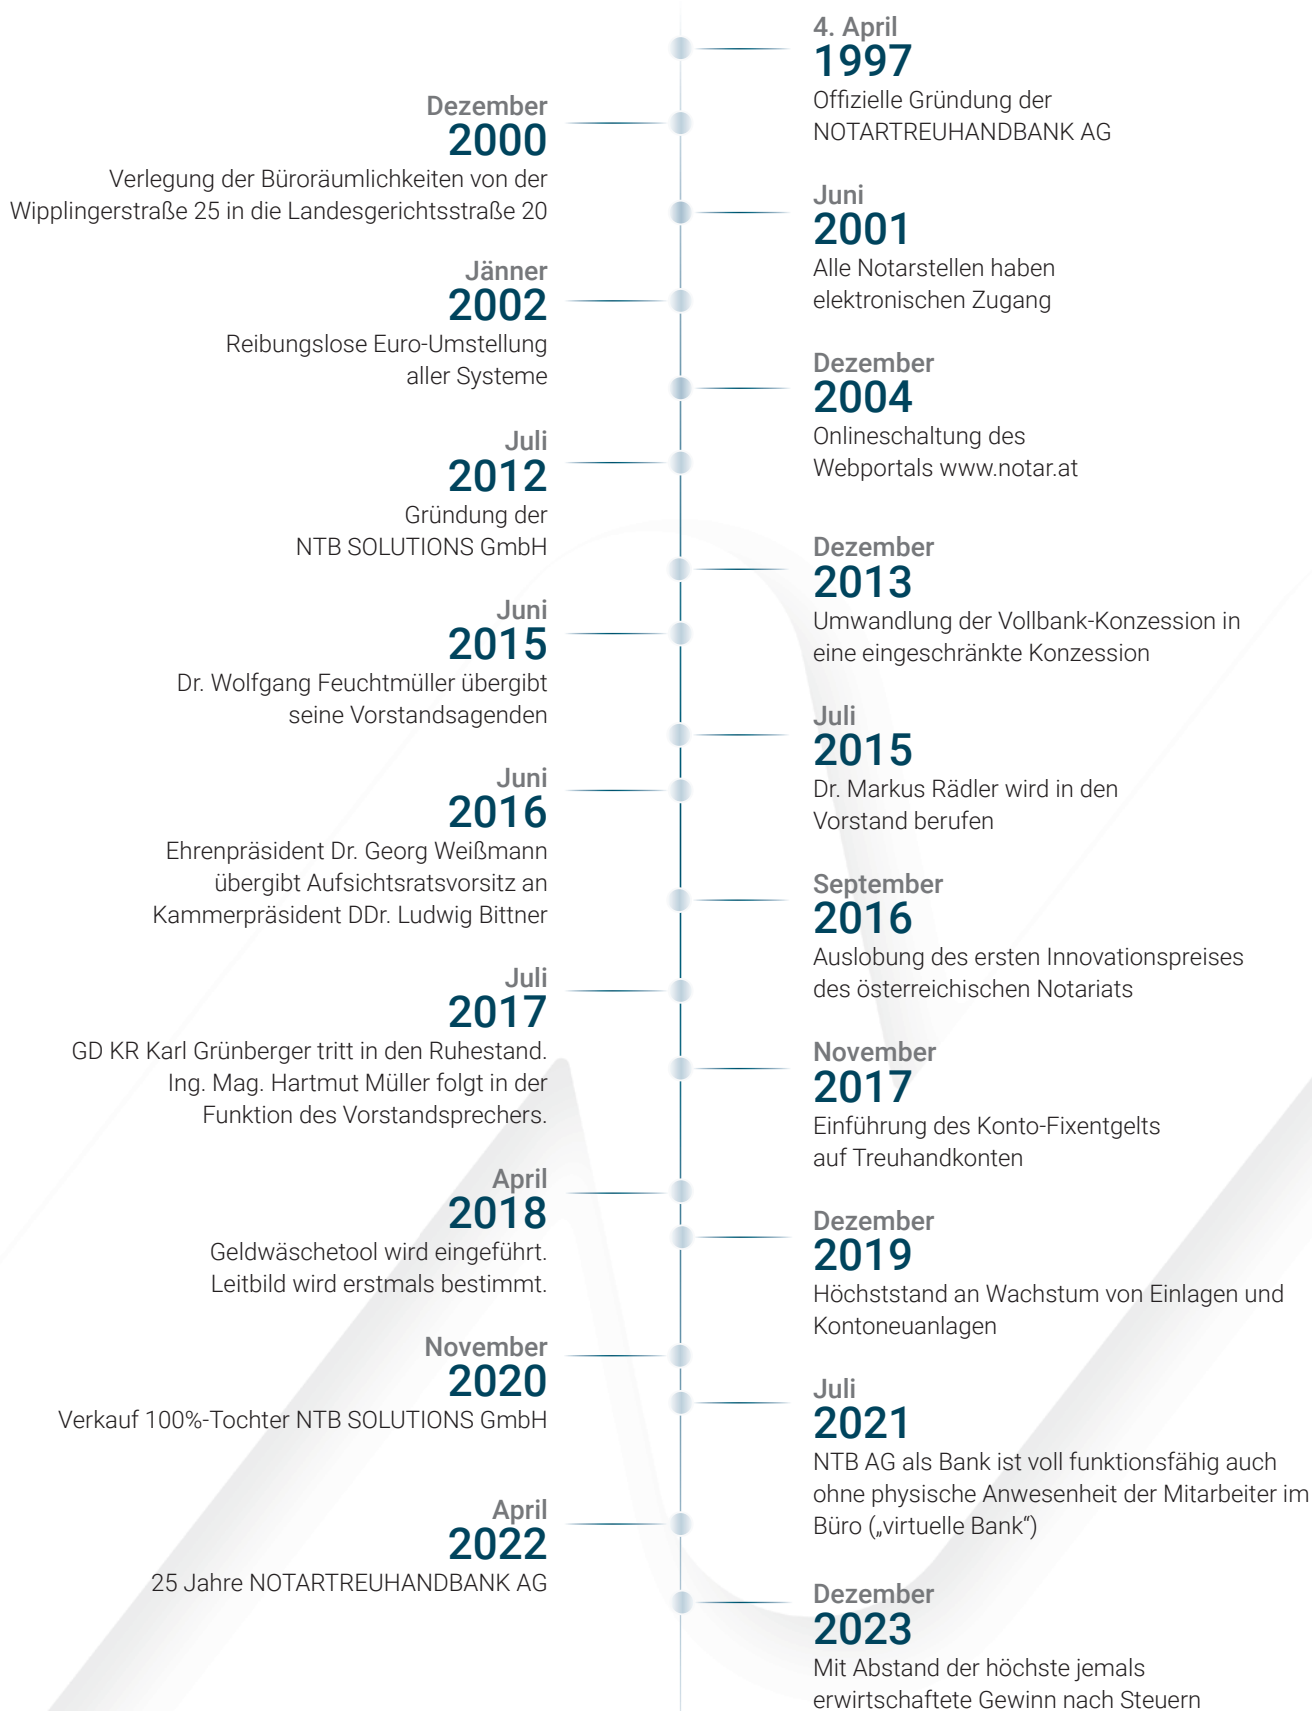 4. April
1997
Offizielle Gründung der
NOTARTREUHANDBANK AG
Dezember
2000
Verlegung der Büroräumlichkeiten von der
Wipplingerstraße 25 in die Landesgerichtsstraße 20
Juni
2001
Alle Notarstellen haben
elektronischen Zugang
Jänner
2002
Reibungslose Euro-Umstellung
aller Systeme
Dezember
2004
Onlineschaltung des
Webportals www.notar.at
Juli
2012
Gründung der
NTB SOLUTIONS GmbH
Dezember
2013
Umwandlung der Vollbank-Konzession in
eine eingeschränkte Konzession
Juni
2015
Dr. Wolfgang Feuchtmüller übergibt
seine Vorstandsagenden
Juli
2015
Dr. Markus Rädler wird in den
Vorstand berufen
Juni
2016
Ehrenpräsident Dr. Georg Weißmann
übergibt Aufsichtsratsvorsitz an
Kammerpräsident DDr. Ludwig Bittner
September
2016
Auslobung des ersten Innovationspreises
des österreichischen Notariats
Juli
2017
GD KR Karl Grünberger tritt in den Ruhestand.
Ing. Mag. Hartmut Müller folgt in der
Funktion des Vorstandsprechers.
November
2017
Einführung des Konto-Fixentgelts
auf Treuhandkonten
April
2018
Geldwäschetool wird eingeführt.
Leitbild wird erstmals bestimmt.
Dezember
2019
Höchststand an Wachstum von Einlagen und
Kontoneuanlagen
November
2020
Verkauf 100%-Tochter NTB SOLUTIONS GmbH
Juli
2021
NTB AG als Bank ist voll funktionsfähig auch
ohne physische Anwesenheit der Mitarbeiter im
Büro („virtuelle Bank“)
April
2022
25 Jahre NOTARTREUHANDBANK AG
Dezember
2023
Mit Abstand der höchste jemals
erwirtschaftete Gewinn nach Steuern